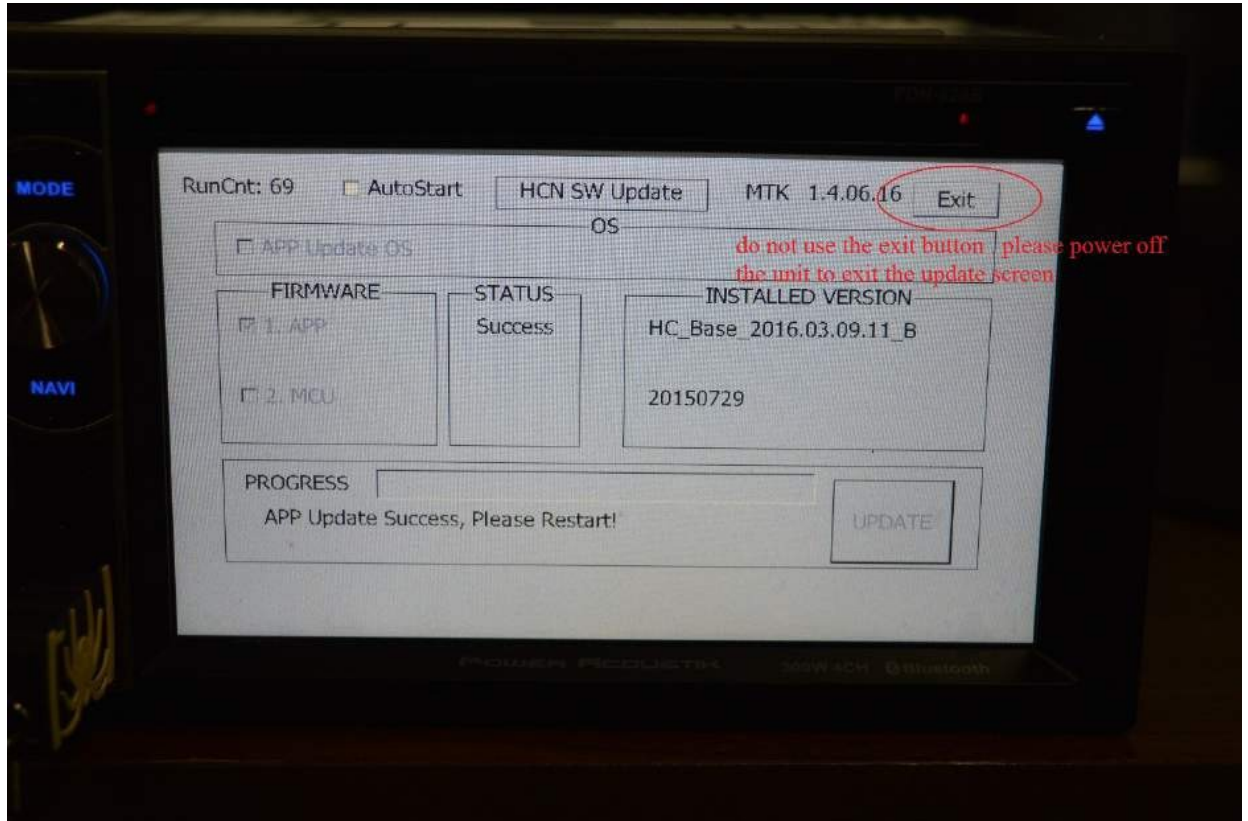 MODE
RunCnt: 69 AutoStart HCN SW Update MTK 1.4.06.16 Exit
OS
APP Update OS
do not use the exit button / please power off
the unit to exit the update screen
FIRMWARE STATUS INSTALLED VERSION
1. APP Success HC_Base_2016.03.09.11_B
NAVI
2. MCU 20150729
PROGRESS
APP Update Success, Please Restart! UPDATE
POWER ACOUSTIK 300W 4CH Bluetooth